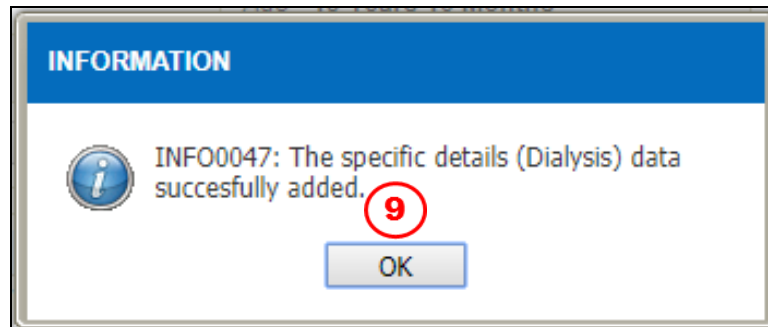 INFORMATION
INFO0047: The specific details (Dialysis) data
succesfully added.
9
OK